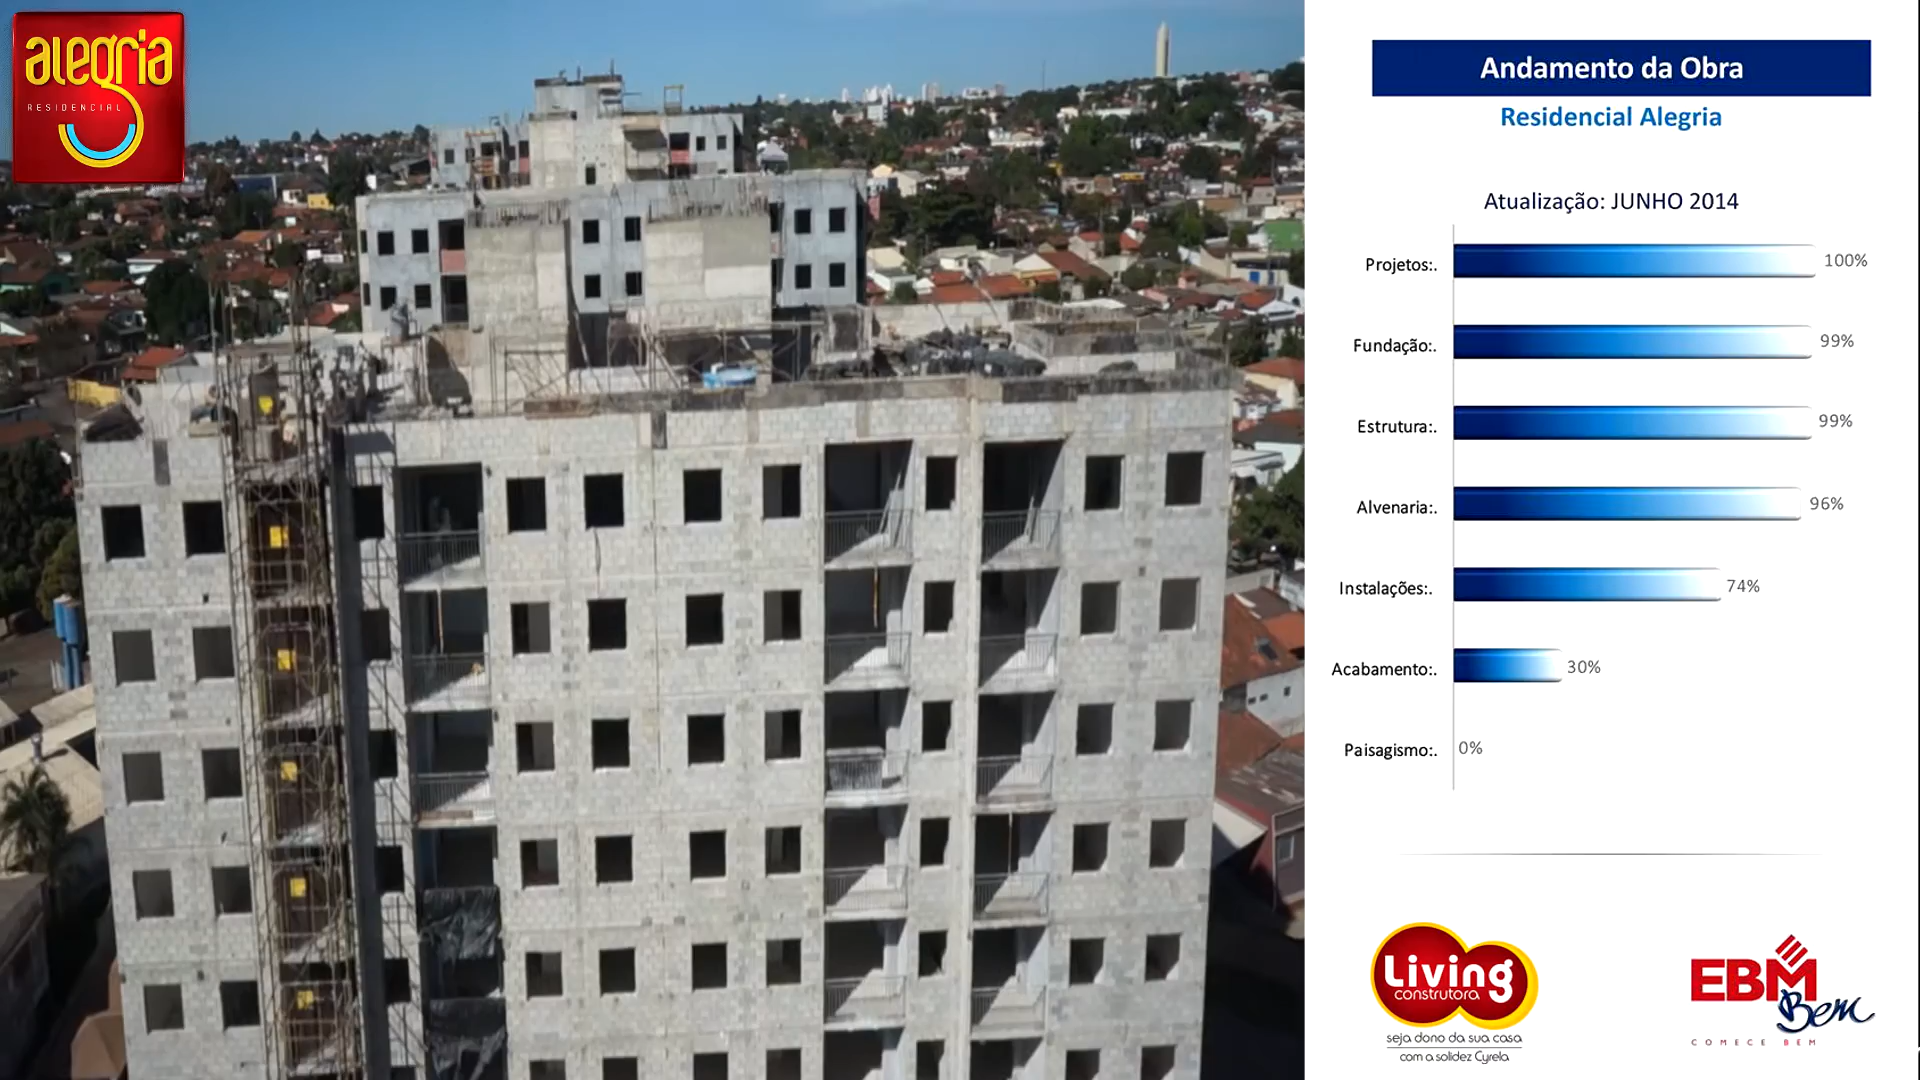 alegria
RESIDENCIAL
Andamento da Obra
Residencial Alegria
Atualização: JUNHO 2014
Projetos:. 100%
Fundação:. 99%
Estrutura:. 99%
Alvenaria:. 96%
Instalações:. 74%
Acabamento:. 30%
Paisagismo:. 0%
Living
construtora
seja dono da sua casa
com a solidez Cyrela
EBM
Bem
COMECE BEM